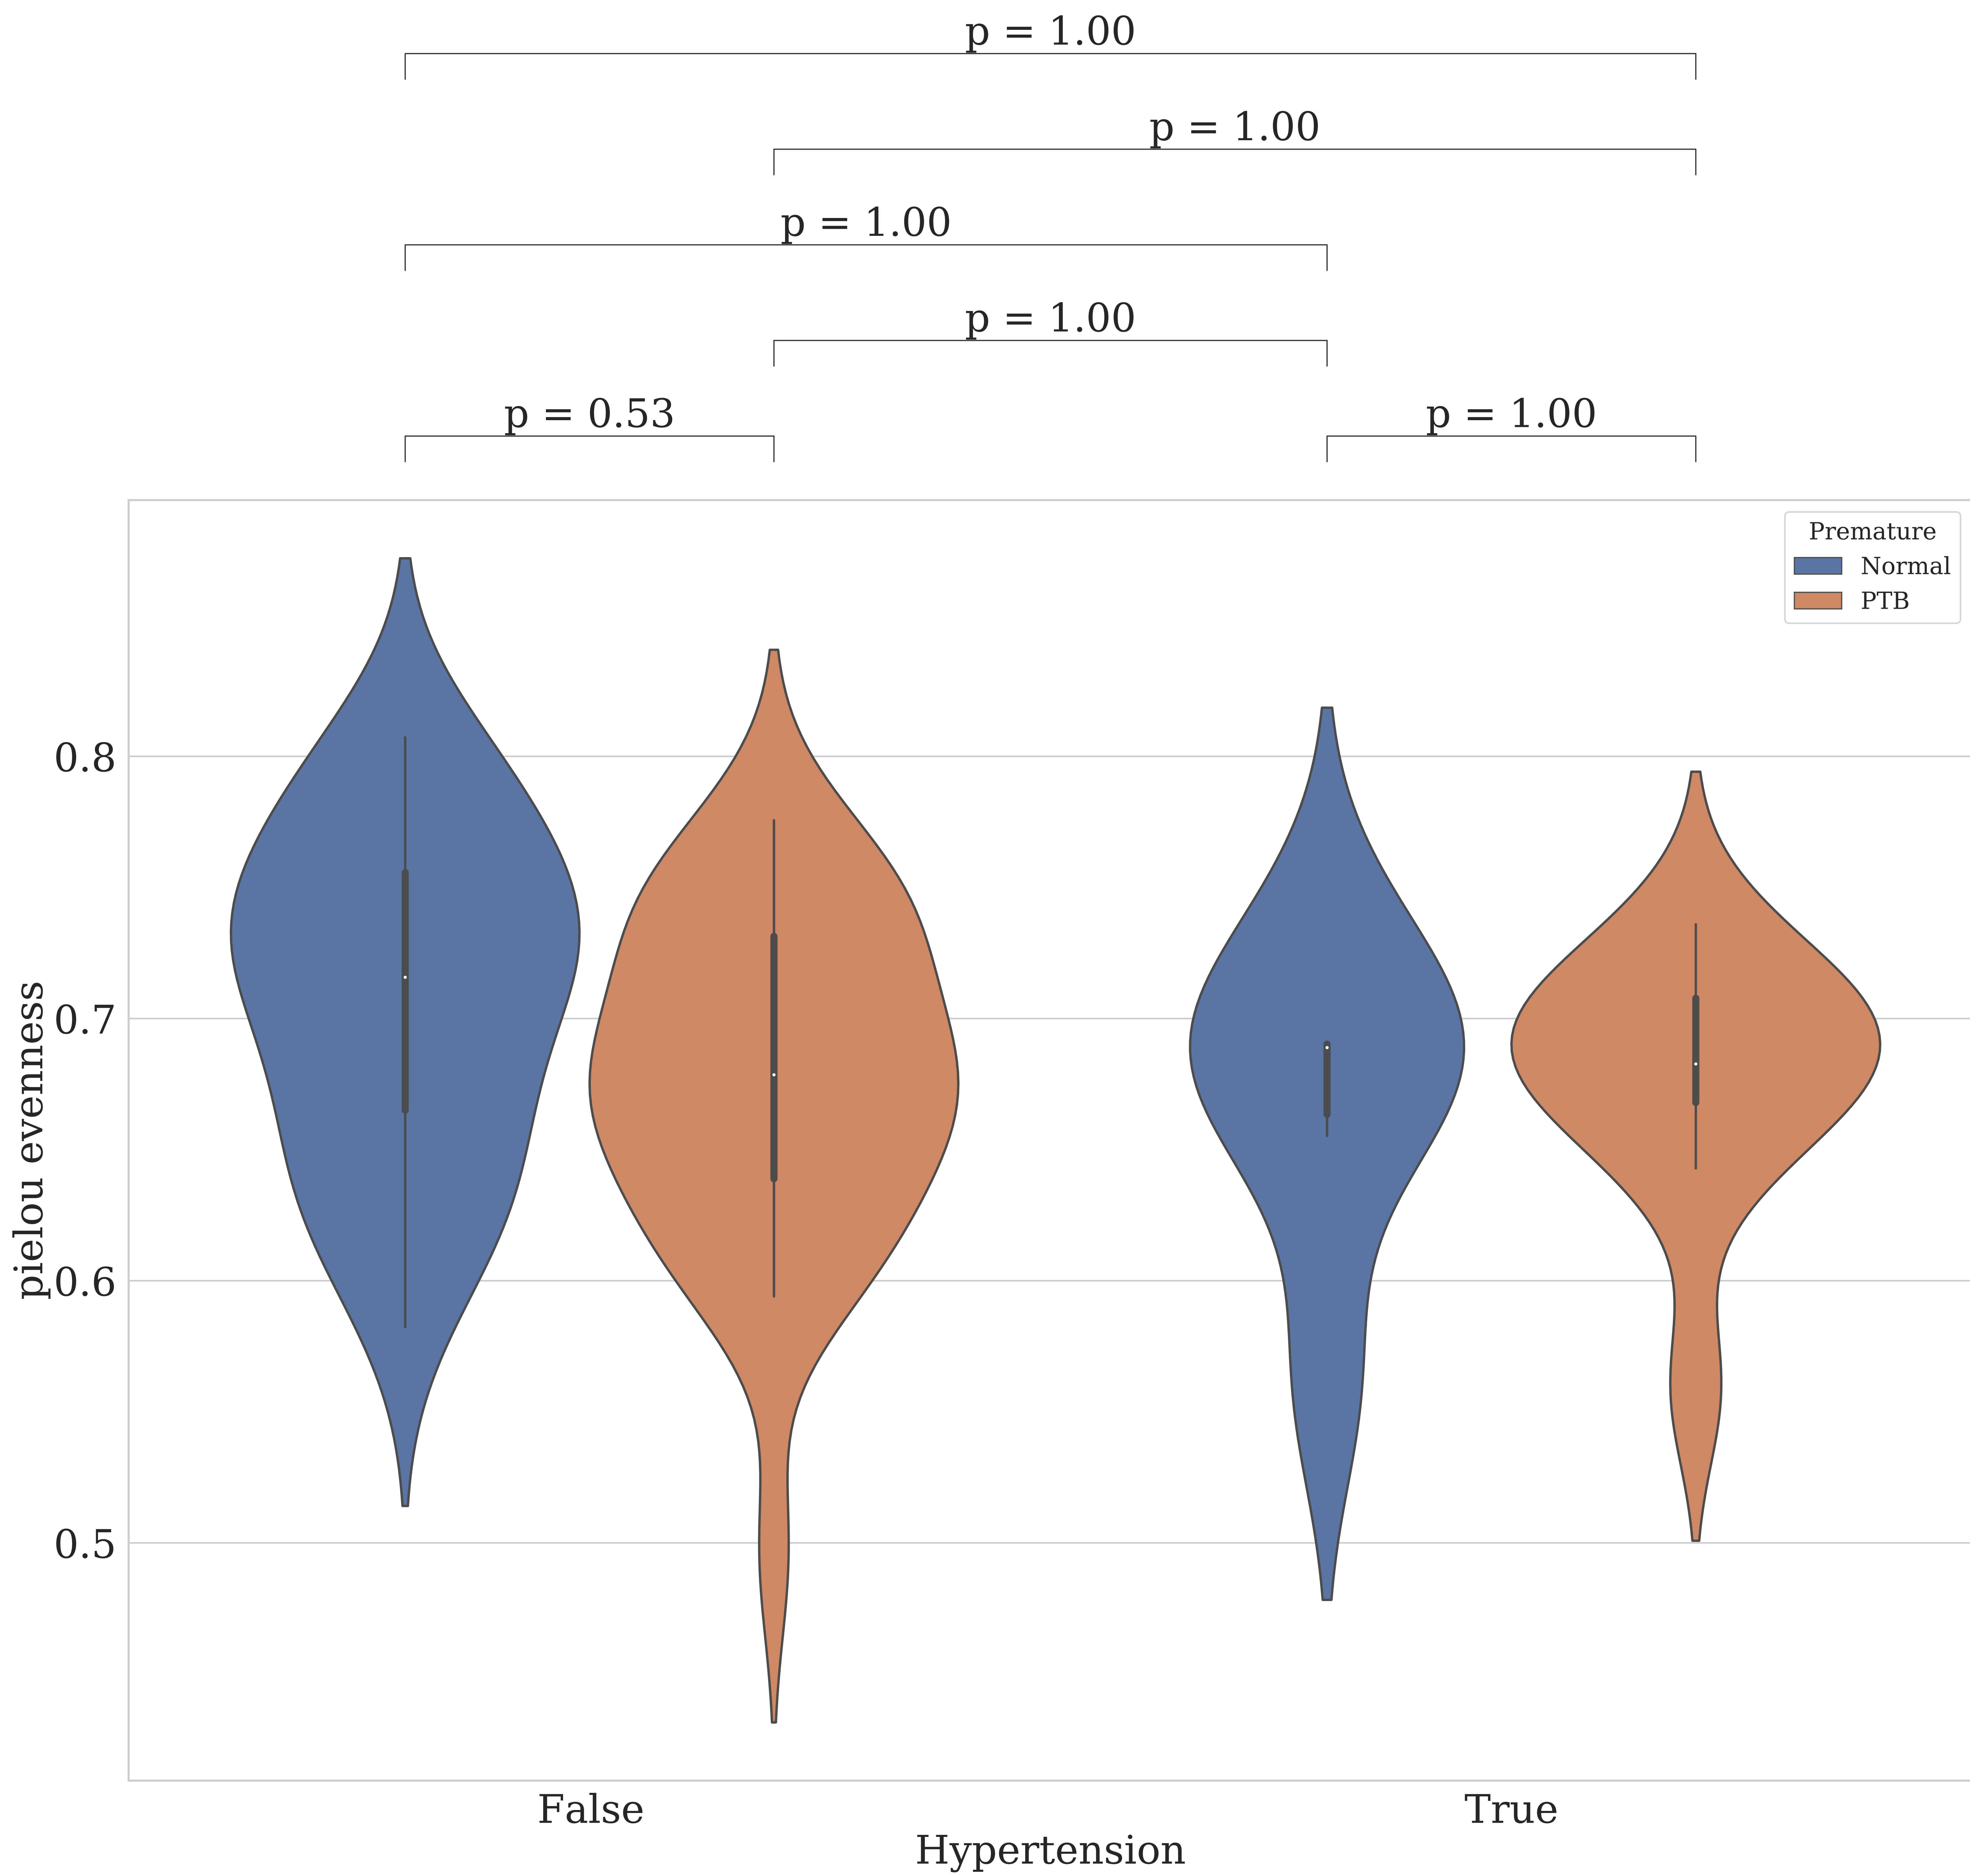 p = 1.00
p = 1.00
p = 1.00
p = 1.00
p = 0.53
p = 1.00
Premature
Normal
PTB
0.8
0.7
0.6
0.5
pielou evenness
False
True
Hypertension